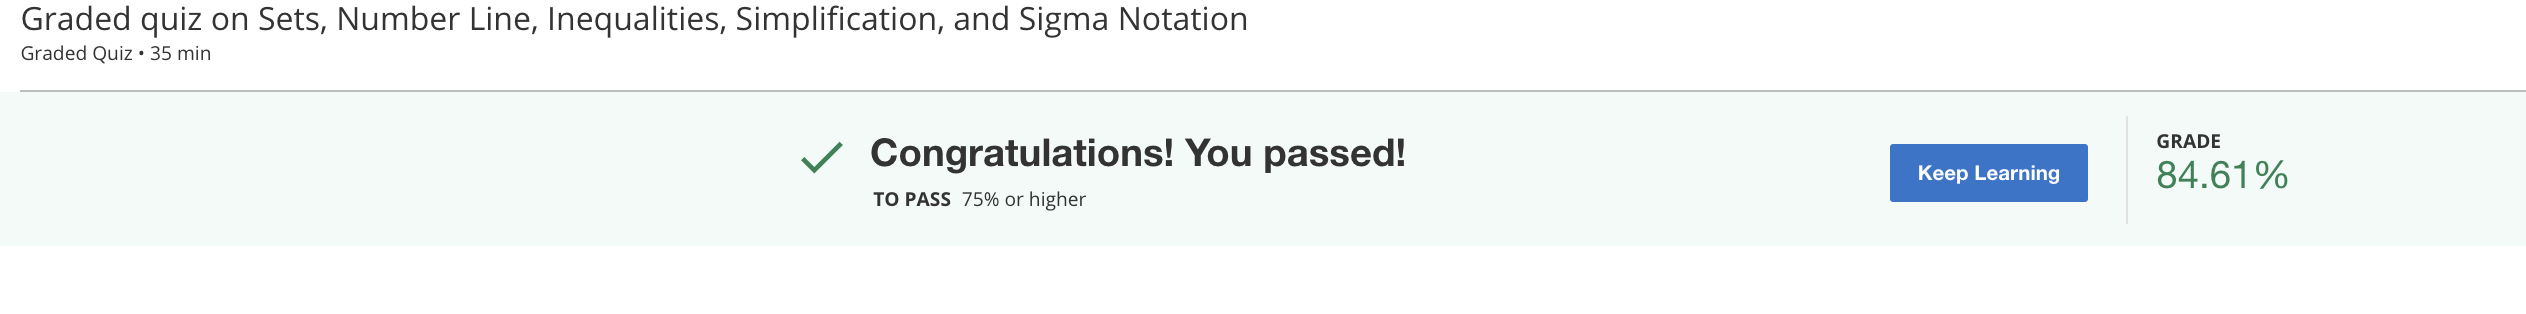 Graded quiz on Sets, Number Line, Inequalities, Simplification, and Sigma Notation
Graded Quiz • 35 min
Congratulations! You passed!
TO PASS 75% or higher
Keep Learning
GRADE
84.61%